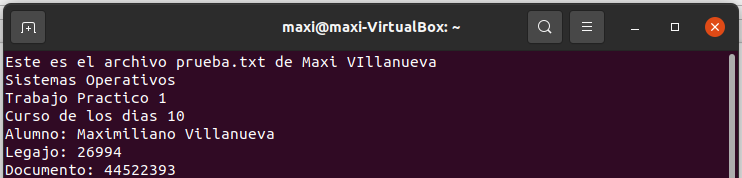 maxi@maxi-VirtualBox: ~
Este es el archivo prueba.txt de Maxi VIllanueva
Sistemas Operativos
Trabajo Practico 1
Curso de los dias 10
Alumno: Maximiliano Villanueva
Legajo: 26994
Documento: 44522393